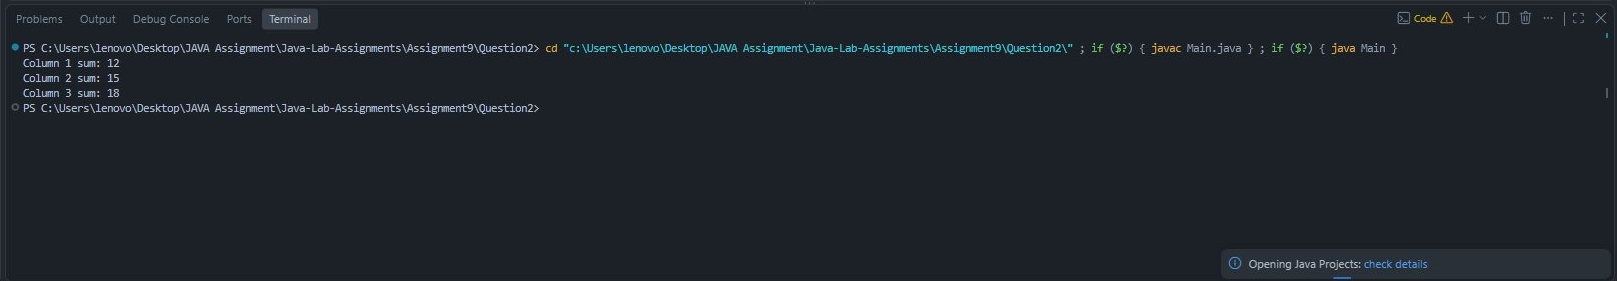 Problems Output Debug Console Ports Terminal Code
PS C:\Users\lenovo\Desktop\JAVA Assignment\Java-Lab-Assignments\Assignment9\Question2> cd "c:\Users\lenovo\Desktop\JAVA Assignment\Java-Lab-Assignments\Assignment9\Question2\" ; if ($?) { javac Main.java } ; if ($?) { java Main }
Column 1 sum: 12
Column 2 sum: 15
Column 3 sum: 18
PS C:\Users\lenovo\Desktop\JAVA Assignment\Java-Lab-Assignments\Assignment9\Question2>
Opening Java Projects: check details